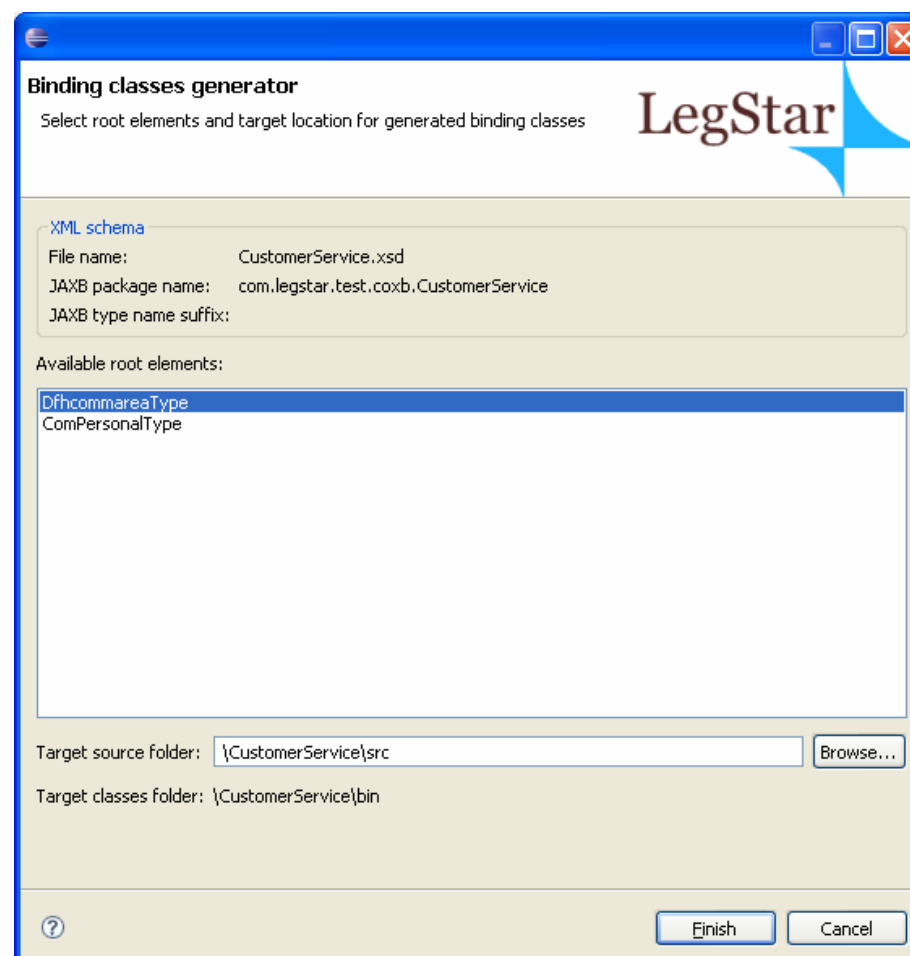 Binding classes generator
Select root elements and target location for generated binding classes
LegStar
XML schema
File name: CustomerService.xsd
JAXB package name: com.legstar.test.coxb.CustomerService
JAXB type name suffix:
Available root elements:
DfhcommareaType
ComPersonalType
Target source folder: \CustomerService\src Browse...
Target classes folder: \CustomerService\bin
? Finish Cancel